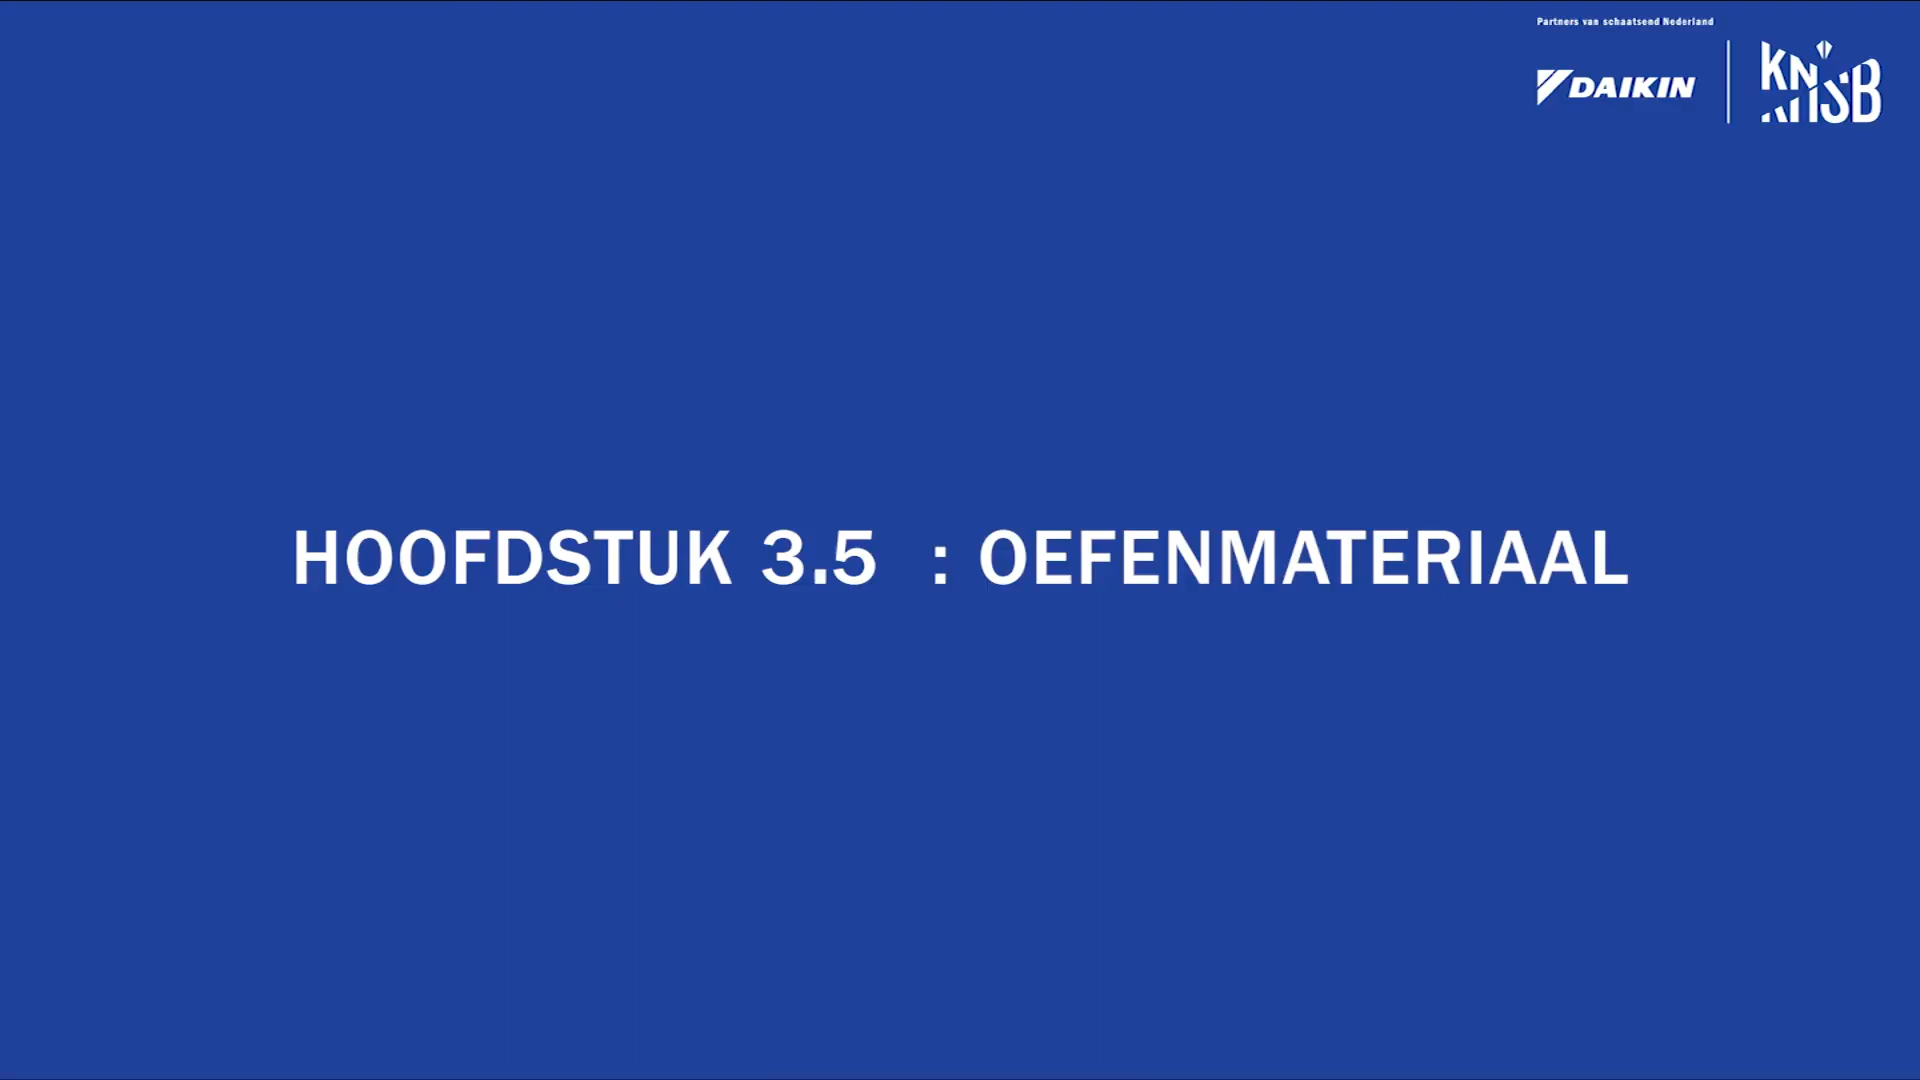 Partners van schaatsend Nederland
DAIKIN
KNSB
HOOFDSTUK 3.5 : OEFENMATERIAAL